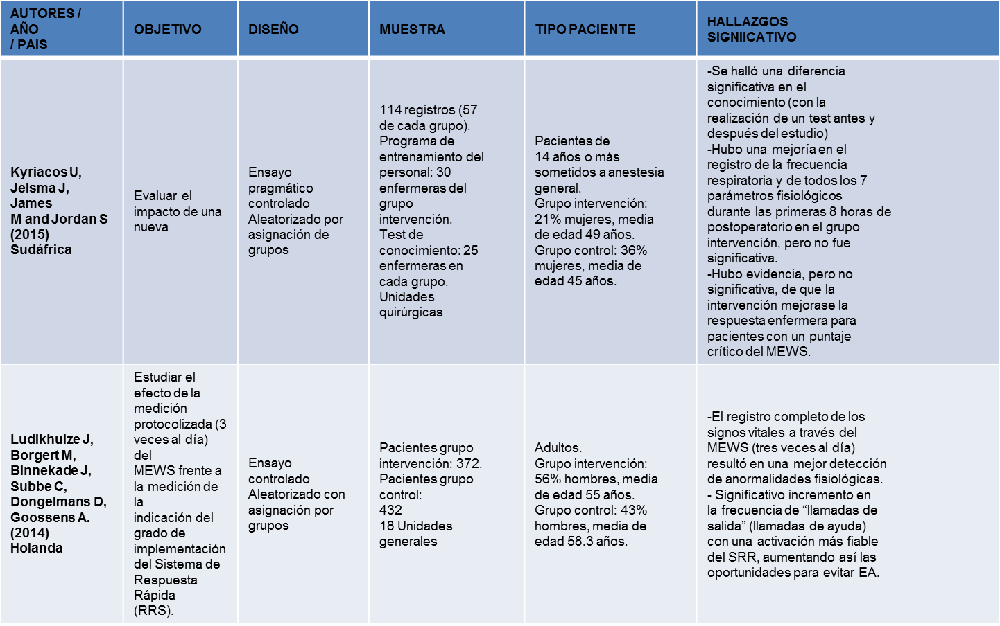 AUTORES /
AÑO
/ PAIS
OBJETIVO
DISEÑO
MUESTRA
TIPO PACIENTE
HALLAZGOS
SIGNIICATIVO
Kyriacos U,
Jelsma J,
James
M and Jordan S
(2015)
Sudáfrica
Evaluar el
impacto de una
nueva
Ensayo
pragmático
controlado
Aleatorizado por
asignación de
grupos
114 registros (57
de cada grupo).
Programa de
entrenamiento del
personal: 30
enfermeras del
grupo
intervención.
Test de
conocimiento: 25
enfermeras en
cada grupo.
Unidades
quirúrgicas
Pacientes de
14 años o más
sometidos a anestesia
general.
Grupo intervención:
21% mujeres, media
de edad 49 años.
Grupo control: 36%
mujeres, media de
edad 45 años.
-Se halló una diferencia
significativa en el
conocimiento (con la
realización de un test antes y
después del estudio)
-Hubo una mejoría en el
registro de la frecuencia
respiratoria y de todos los 7
parámetros fisiológicos
durante las primeras 8 horas de
postoperatorio en el grupo
intervención, pero no fue
significativa.
-Hubo evidencia, pero no
significativa, de que la
intervención mejorase la
respuesta enfermera para
pacientes con un puntaje
crítico del MEWS.
Ludikhuize J,
Borgert M,
Binnekade J,
Subbe C,
Dongelmans D,
Goossens A.
(2014)
Holanda
Estudiar el
efecto de la
medición
protocolizada (3
veces al día)
del
MEWS frente a
la medición de
la
indicación del
grado de
implementación
del Sistema de
Respuesta
Rápida
(RRS).
Ensayo
controlado
Aleatorizado con
asignación por
grupos
Pacientes grupo
intervención: 372.
Pacientes grupo
control:
432
18 Unidades
generales
Adultos.
Grupo intervención:
56% hombres, media
de edad 55 años.
Grupo control: 43%
hombres, media de
edad 58.3 años.
-El registro completo de los
signos vitales a través del
MEWS (tres veces al día)
resultó en una mejor detección
de anormalidades fisiológicas.
- Significativo incremento en
la frecuencia de “llamadas de
salida” (llamadas de ayuda)
con una activación más fiable
del SRR, aumentando así las
oportunidades para evitar EA.